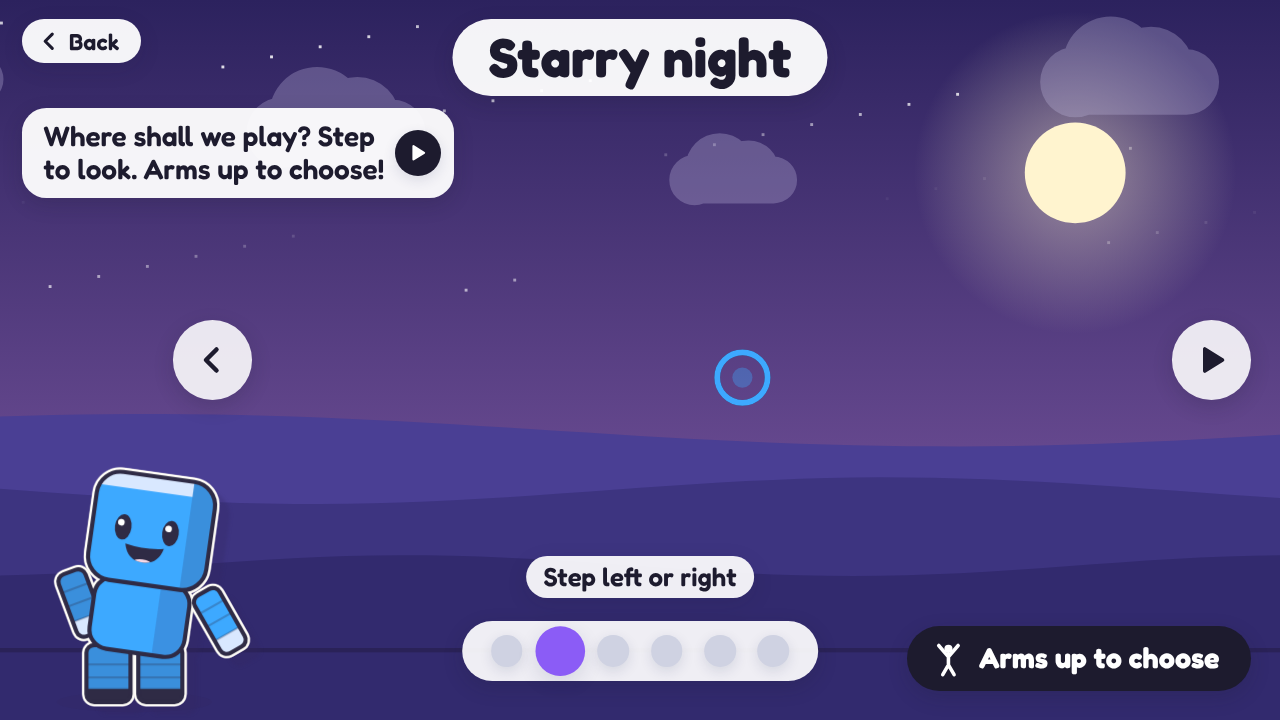 Back
Starry night
Where shall we play? Step
to look. Arms up to choose!
Step left or right
Arms up to choose